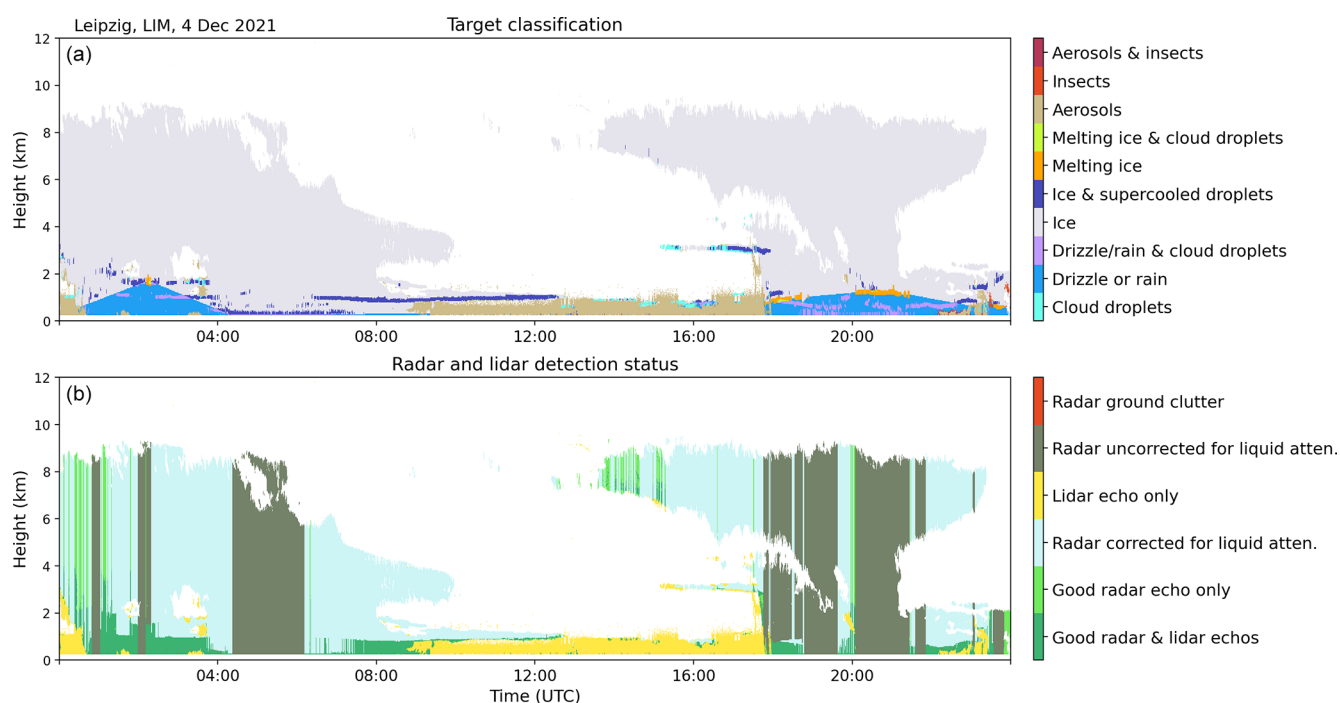 Leipzig, LIM, 4 Dec 2021
Target classification
(a)
12
10
8
6
4
2
0
Height (km)
04:00
08:00
12:00
16:00
20:00
Aerosols & insects
Insects
Aerosols
Melting ice & cloud droplets
Melting ice
Ice & supercooled droplets
Ice
Drizzle/rain & cloud droplets
Drizzle or rain
Cloud droplets
Radar and lidar detection status
(b)
12
10
8
6
4
2
0
Height (km)
04:00
08:00
12:00
16:00
20:00
Time (UTC)
Radar ground clutter
Radar uncorrected for liquid atten.
Lidar echo only
Radar corrected for liquid atten.
Good radar echo only
Good radar & lidar echos